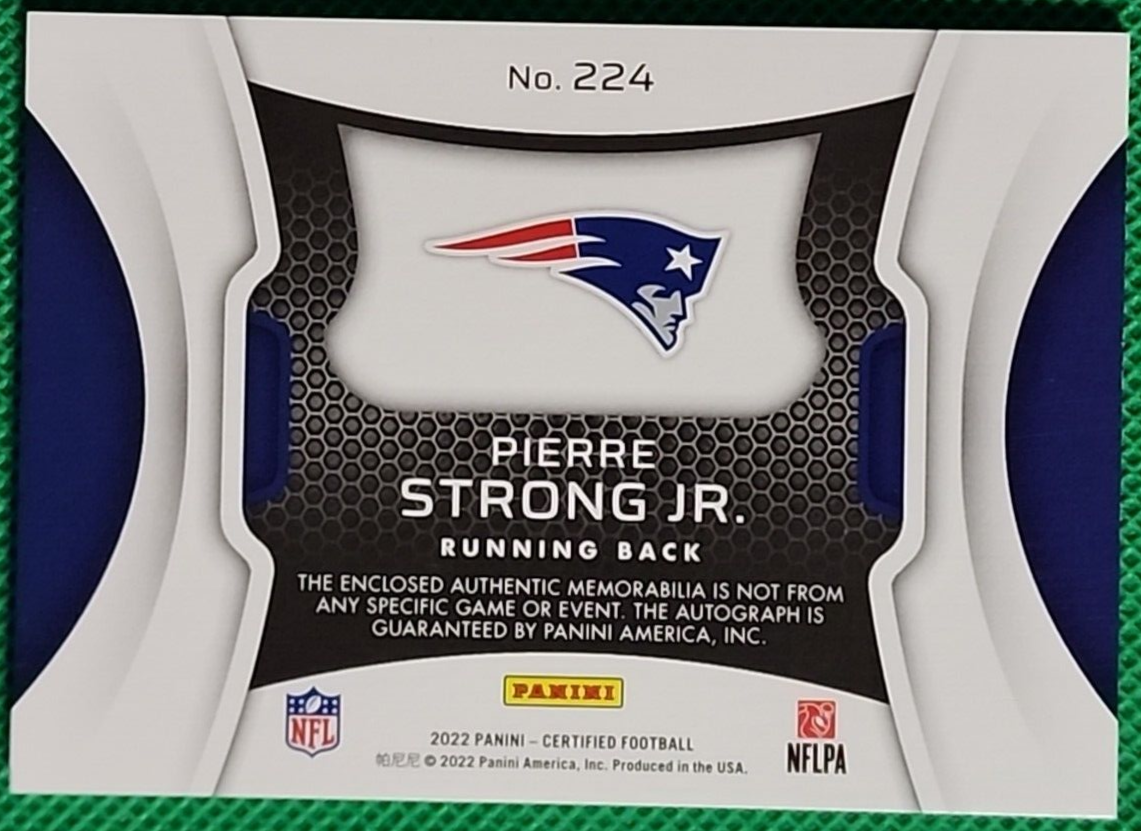 No. 224
PIERRE
STRONG JR.
RUNNING BACK
THE ENCLOSED AUTHENTIC MEMORABILIA IS NOT FROM
ANY SPECIFIC GAME OR EVENT. THE AUTOGRAPH IS
GUARANTEED BY PANINI AMERICA, INC.
PANINI
NFL
2022 PANINI – CERTIFIED FOOTBALL
帕尼尼 © 2022 Panini America, Inc. Produced in the USA.
NFLPA